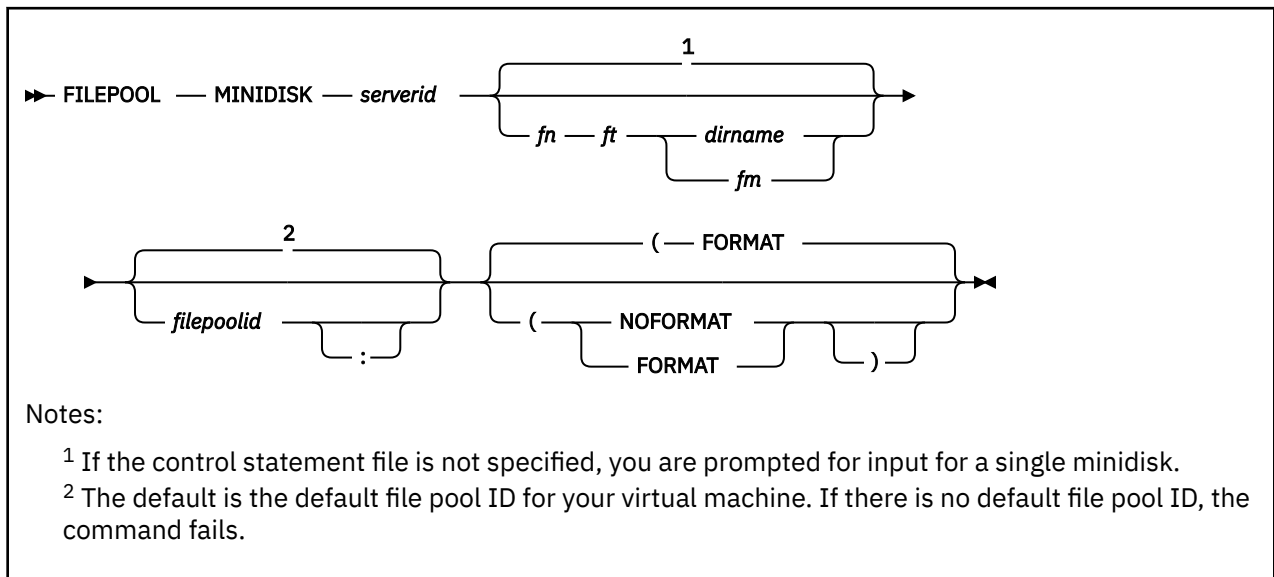 1
FILEPOOL MINIDISK serverid
fn ft dirname
fm
2
( FORMAT
filepoolid
:
( NOFORMAT
FORMAT
)
Notes:
1 If the control statement file is not specified, you are prompted for input for a single minidisk.
2 The default is the default file pool ID for your virtual machine. If there is no default file pool ID, the
command fails.